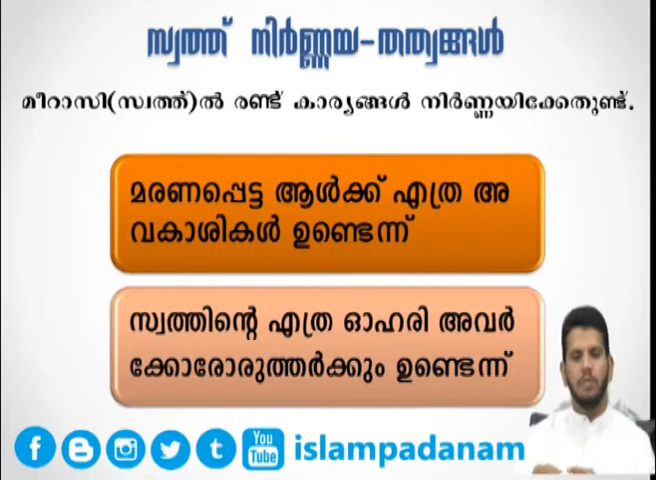 സ്വത്ത് നിർണ്ണയ-തത്വങ്ങൾ
മീറാസി(സ്വത്ത്)ൽ രണ്ട് കാര്യങ്ങൾ നിർണ്ണയിക്കേതുണ്ട്.
മരണപ്പെട്ട ആൾക്ക് എത്ര അ
വകാശികൾ ഉണ്ടെന്ന്
സ്വത്തിന്റെ എത്ര ഓഹരി അവർ
ക്കോരോരുത്തർക്കും ഉണ്ടെന്ന്
You
Tube
islampadanam